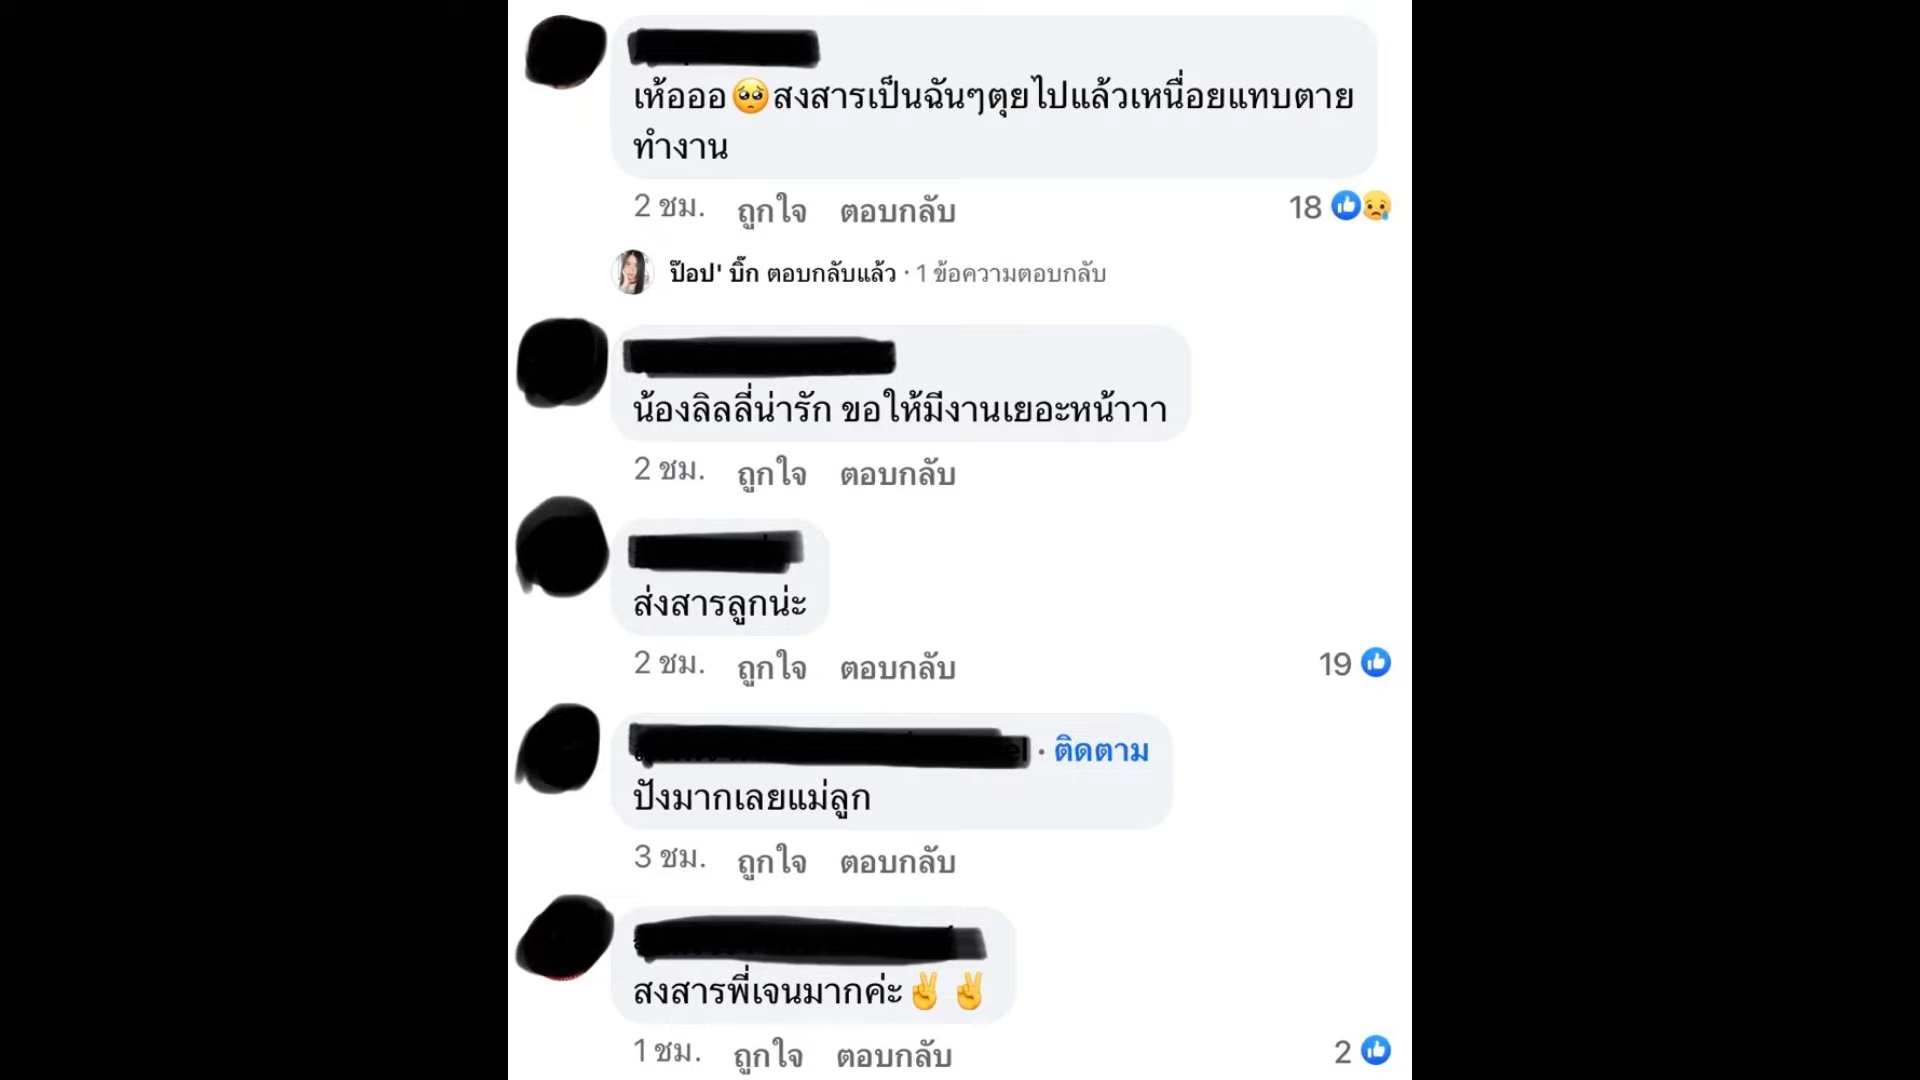 เห้อออ🥺สงสารเป็นฉันๆตุยไปแล้วเหนื่อยแทบตาย
ทำงาน
2 ชม. ถูกใจ ตอบกลับ 18
ป๊อป' บิ๊ก ตอบกลับแล้ว · 1 ข้อความตอบกลับ
น้องลิลลี่น่ารัก ขอให้มีงานเยอะหน้าาา
2 ชม. ถูกใจ ตอบกลับ
ส่งสารลูกน่ะ
2 ชม. ถูกใจ ตอบกลับ 19
· ติดตาม
ปังมากเลยแม่ลูก
3 ชม. ถูกใจ ตอบกลับ
สงสารพี่เจนมากค่ะ✌️✌️
1 ชม. ถูกใจ ตอบกลับ 2